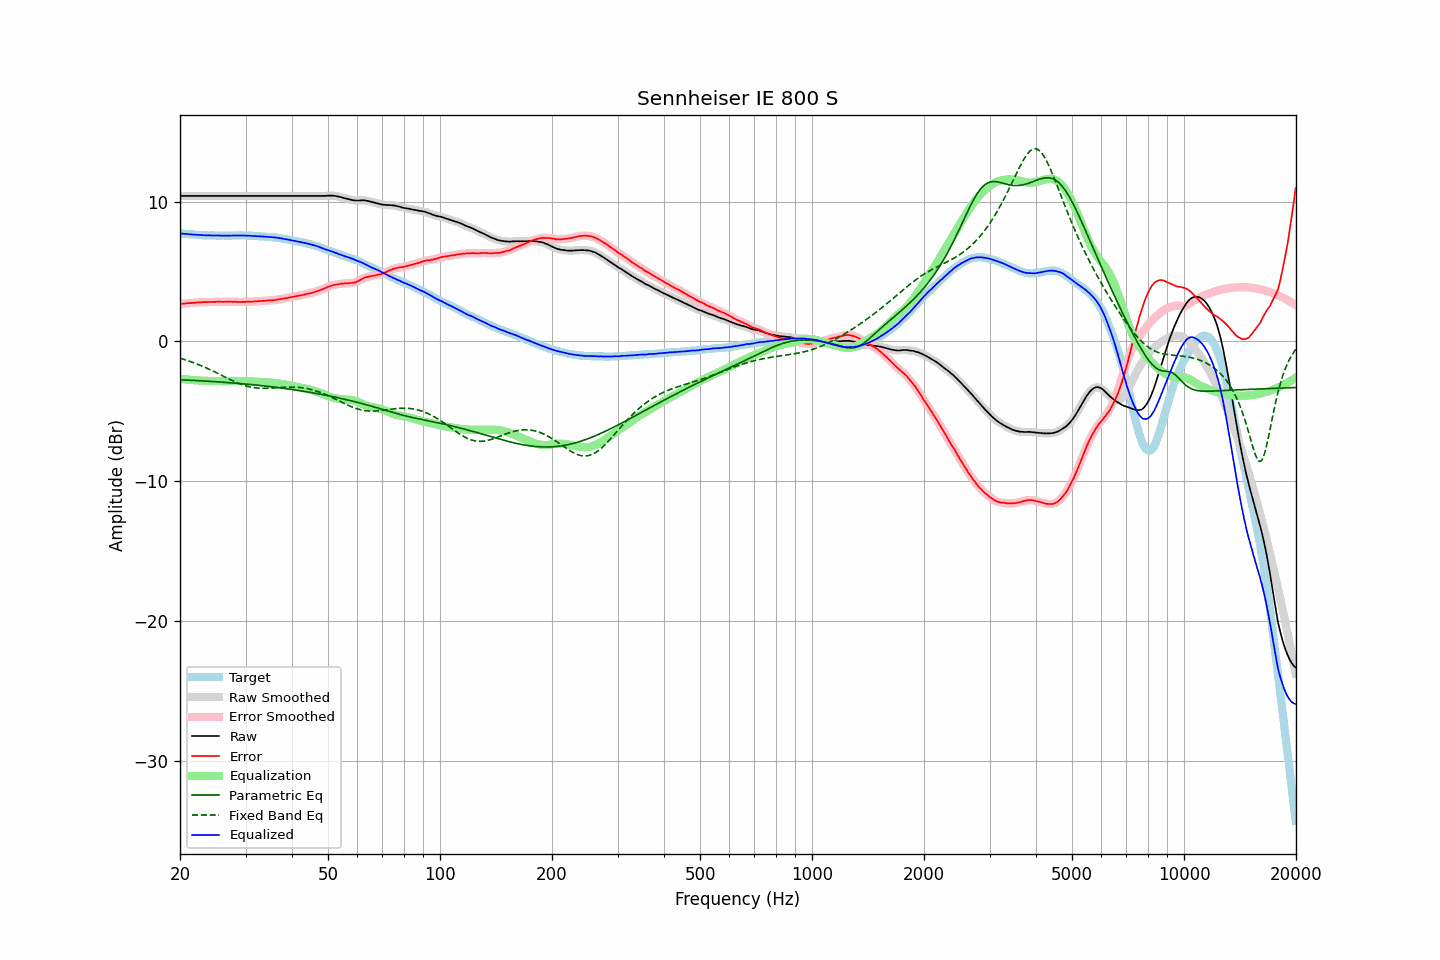 Sennheiser IE 800 S
Amplitude (dBr)
10
0
−10
−20
−30
Target
Raw Smoothed
Error Smoothed
Raw
Error
Equalization
Parametric Eq
Fixed Band Eq
Equalized
20 50 100 200 500 1000 2000 5000 10000 20000
Frequency (Hz)